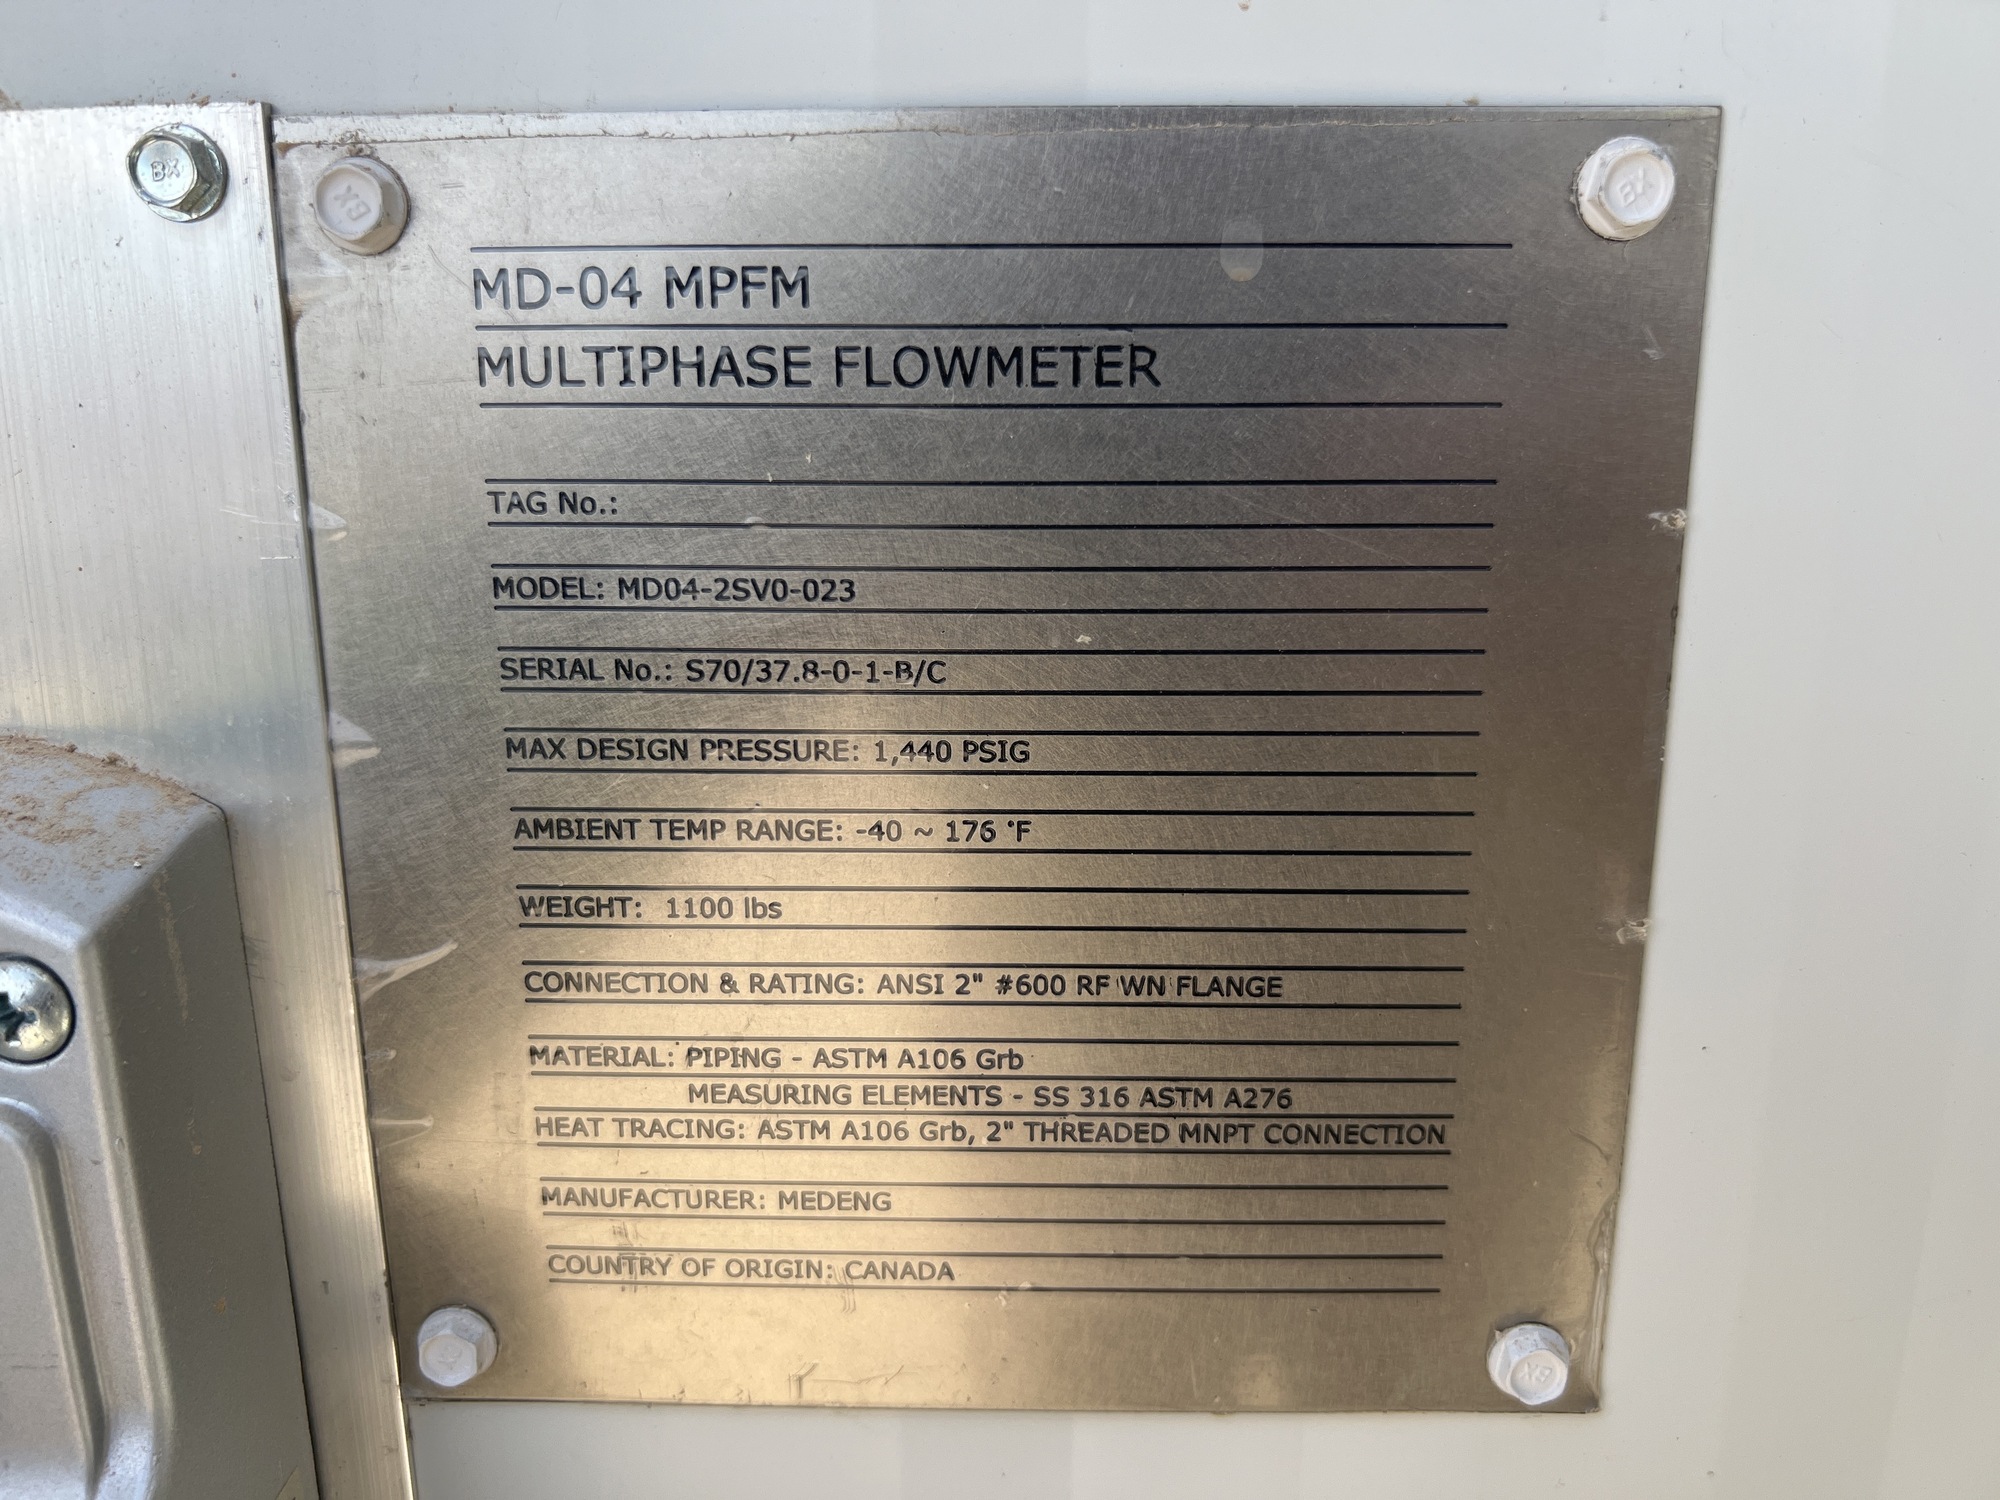 MD-04 MPFM
MULTIPHASE FLOWMETER
TAG No.:
MODEL: MD04-2SV0-023
SERIAL No.: S70/37.8-0-1-B/C
MAX DESIGN PRESSURE: 1,440 PSIG
AMBIENT TEMP RANGE: -40 ~ 176 °F
WEIGHT: 1100 lbs
CONNECTION & RATING: ANSI 2" #600 RF WN FLANGE
MATERIAL: PIPING - ASTM A106 Grb
MEASURING ELEMENTS - SS 316 ASTM A276
HEAT TRACING: ASTM A106 Grb, 2" THREADED MNPT CONNECTION
MANUFACTURER: MEDENG
COUNTRY OF ORIGIN: CANADA
BX
BX
BX
BX